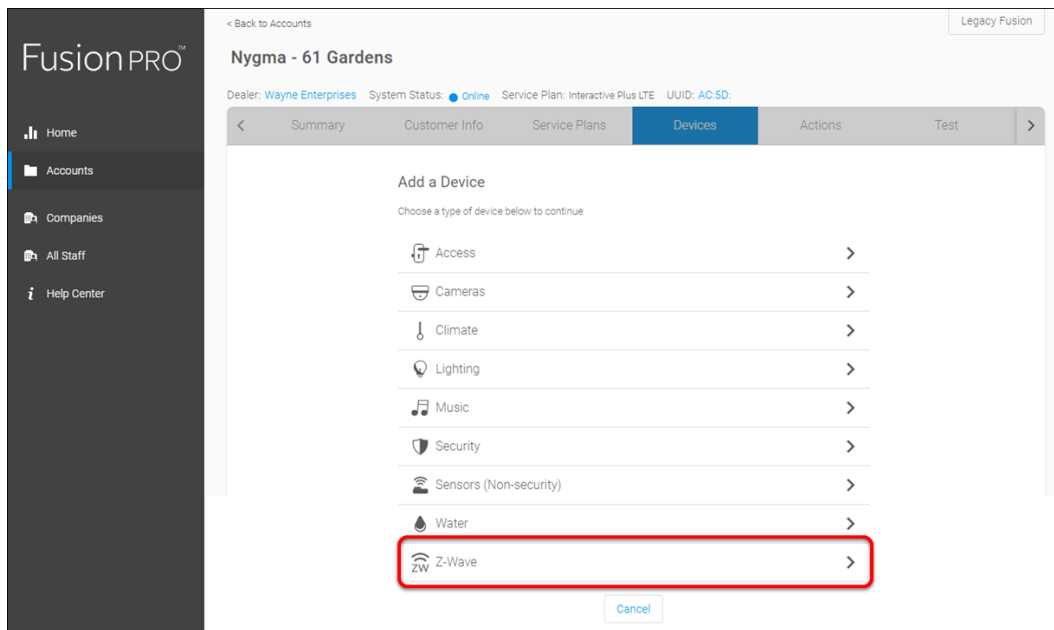 Fusion PRO™
Home
Accounts
Companies
All Staff
Help Center
< Back to Accounts
Legacy Fusion
Nygma - 61 Gardens
Dealer: Wayne Enterprises System Status: Online Service Plan: Interactive Plus LTE UUID: AC:5D:
Summary Customer Info Service Plans Devices Actions Test
Add a Device
Choose a type of device below to continue
Access
Cameras
Climate
Lighting
Music
Security
Sensors (Non-security)
Water
ZW Z-Wave
Cancel